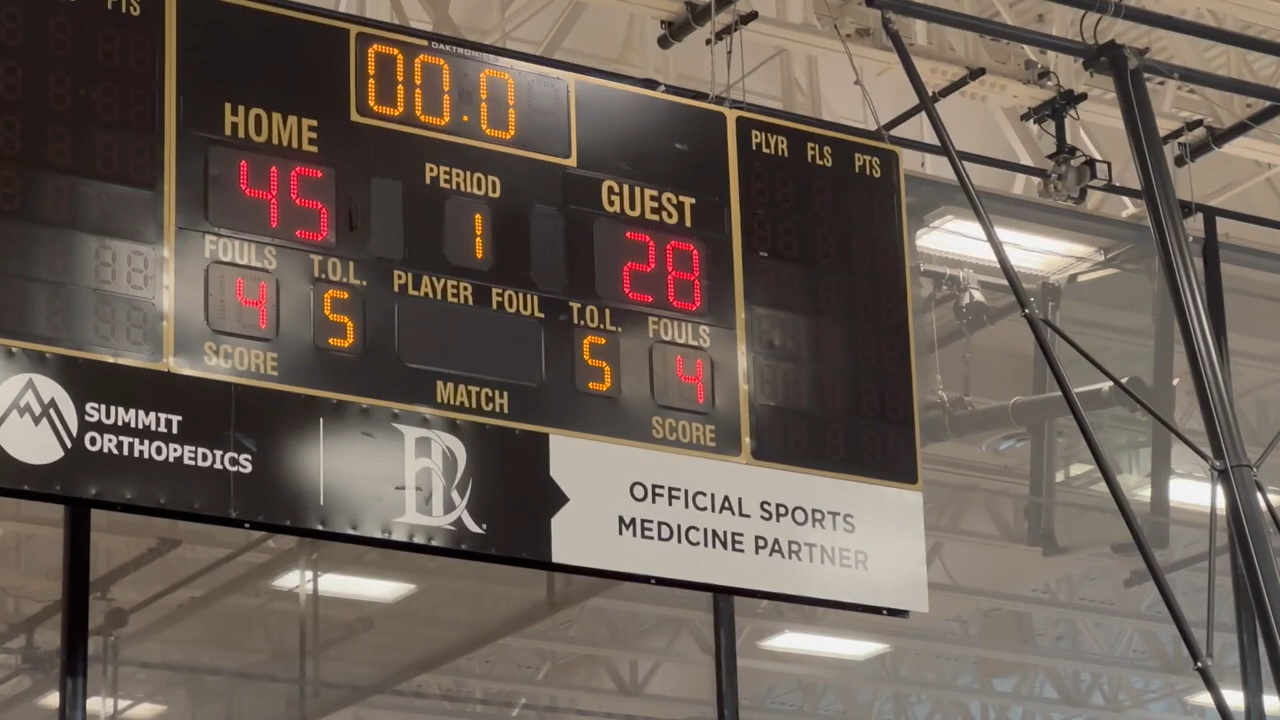 PTS
DAKTRONICS
00.0
HOME
45
PERIOD
1
GUEST
28
PLYR FLS PTS
FOULS
4
T.O.L.
5
PLAYER FOUL
T.O.L.
5
FOULS
4
SCORE
MATCH
SCORE
SUMMIT
ORTHOPEDICS
OFFICIAL SPORTS
MEDICINE PARTNER